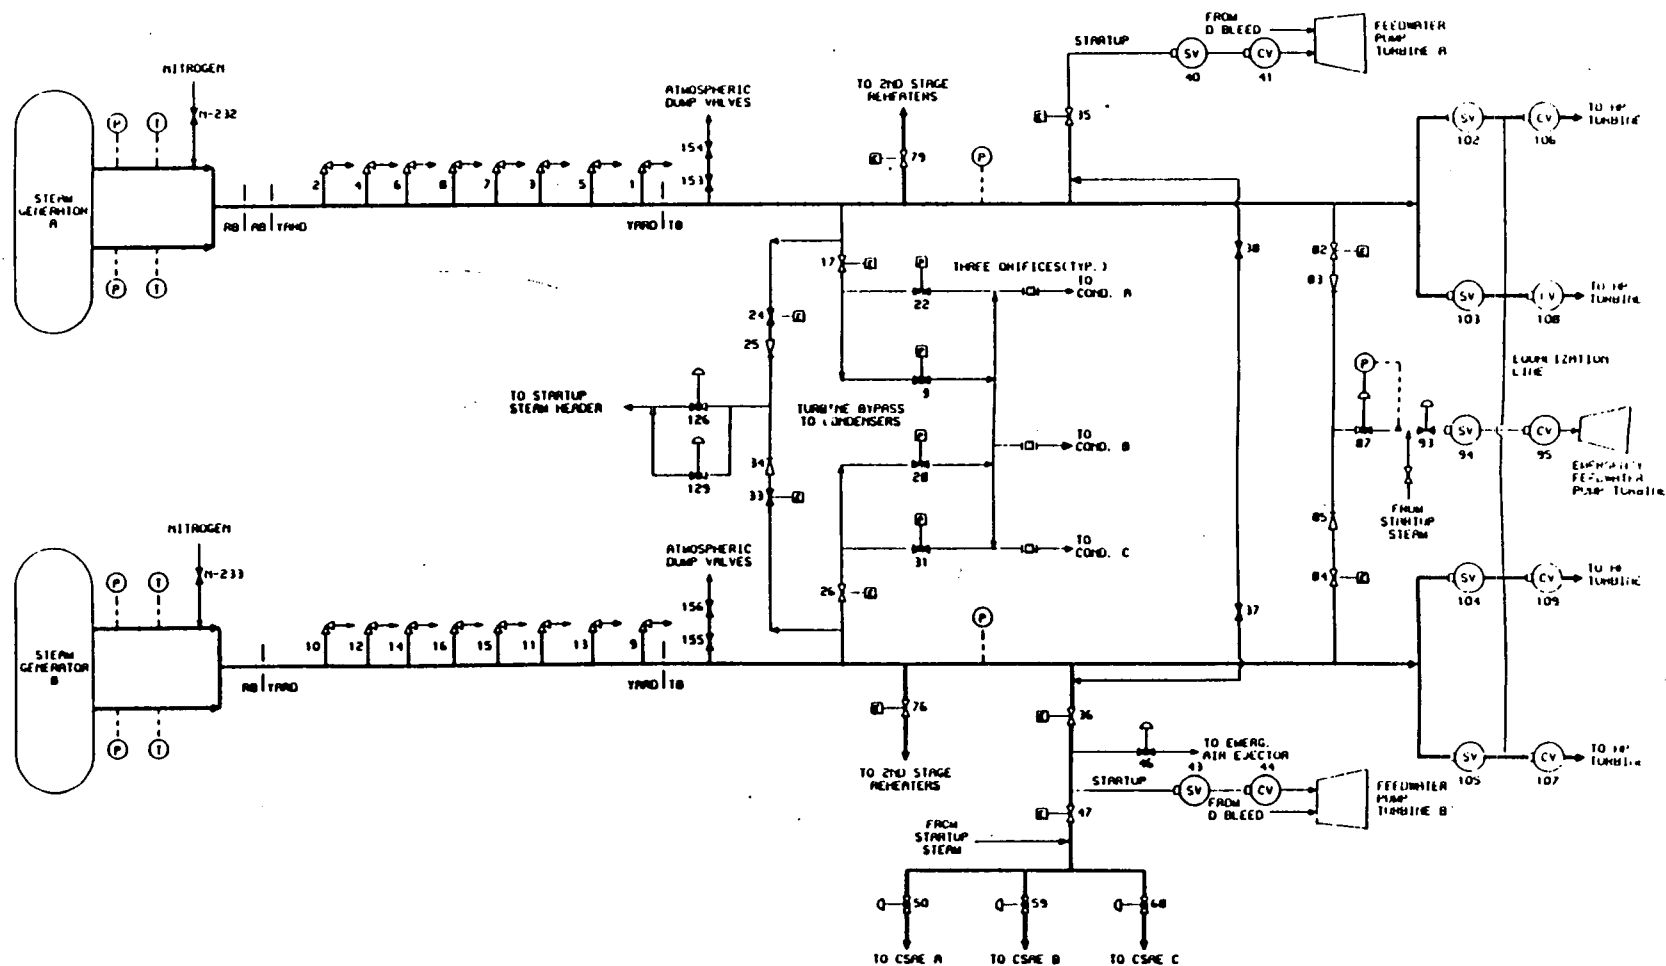 FROM
D BLEED
FEEDWATER
PUMP
TURBINE A
STARTUP
SV
CV
40
41
NITROGEN
P
T
N-232
ATMOSPHERIC
DUMP VALVES
TO 2ND STAGE
REHEATERS
E
35
TO HP
TURBINE
SV
CV
102
106
154
153
E
79
P
2
4
6
8
7
3
5
1
STEAM
GENERATOR
A
RB
AB
YARD
YARD
TB
P
T
17
E
P
THREE ORIFICES(TYP.)
TO
COND. A
22
38
82
E
83
SV
103
108
TO HP
TURBINE
24
E
25
P
9
EQUALIZATION
LINE
P
TO STARTUP
STEAM HEADER
126
TURBINE BYPASS
TO CONDENSERS
TO
COND. B
87
93
SV
CV
94
95
FEEDWATER
PUMP TURBINE
34
129
33
E
P
28
P
31
TO
COND. C
85
FROM
STARTUP
STEAM
NITROGEN
P
T
N-233
ATMOSPHERIC
DUMP VALVES
26
E
84
E
SV
CV
104
109
TO HP
TURBINE
156
155
37
P
10
12
14
16
15
11
13
9
STEAM
GENERATOR
B
RB
YARD
YARD
TB
P
T
E
76
E
36
TO 2ND STAGE
REHEATERS
46
TO EMERG.
AIR EJECTOR
SV
CV
105
107
TO HP
TURBINE
STARTUP
43
44
SV
CV
FROM
D BLEED
FEEDWATER
PUMP
TURBINE B
E
47
FROM
STARTUP
STEAM
50
59
68
TO CSAE A
TO CSAE B
TO CSAE C